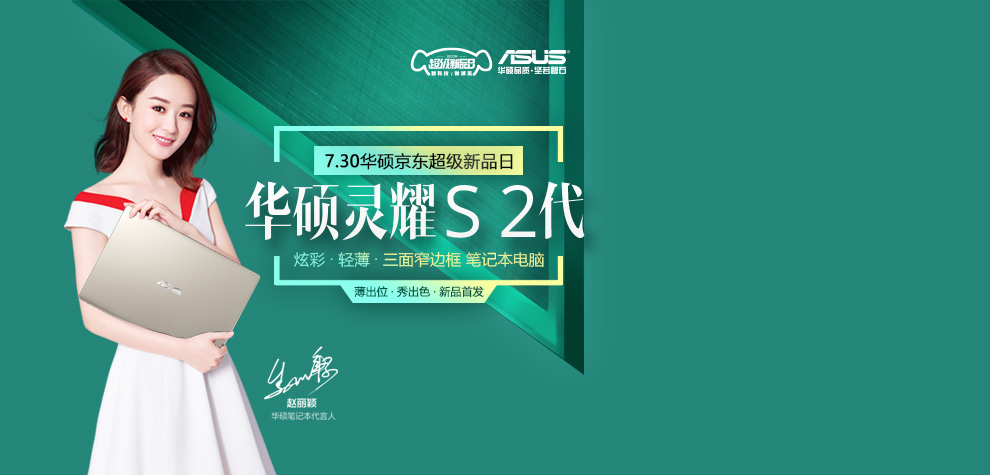 超级新品日
ASUS
华硕品质·坚若磐石
7.30华硕京东超级新品日
华硕灵耀S 2代
炫彩·轻薄·三面窄边框 笔记本电脑
薄出位·秀出色·新品首发
ASUS
赵丽颖
华硕笔记本代言人